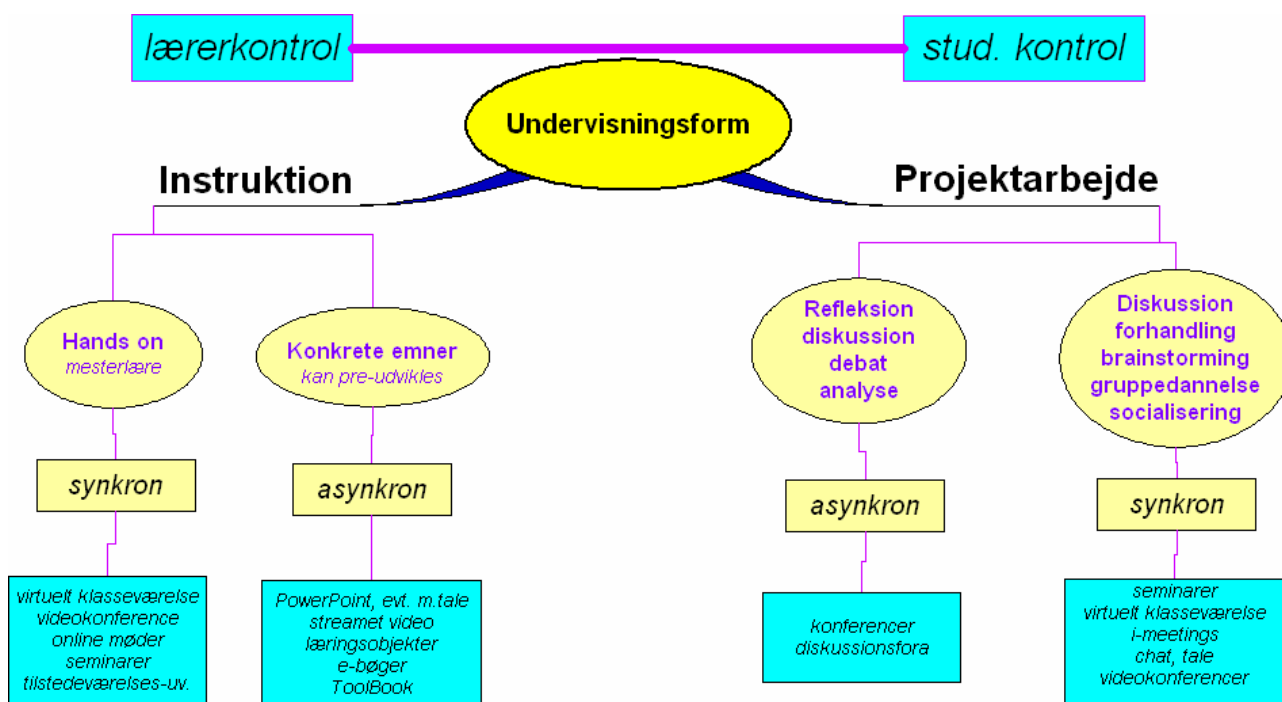 lærerkontrol
stud. kontrol
Undervisningsform
Instruktion
Projektarbejde
Hands on
mesterlære
synkron
virtuelt klasseværelse
videokonference
online møder
seminarer
tilstedeværelses-uv.
Konkrete emner
kan pre-udvikles
asynkron
PowerPoint, evt. m.tale
streamet video
læringsobjekter
e-bøger
ToolBook
Refleksion
diskussion
debat
analyse
asynkron
konferencer
diskussionsfora
Diskussion
forhandling
brainstorming
gruppedannelse
socialisering
synkron
seminarer
virtuelt klasseværelse
i-meetings
chat, tale
videokonferencer